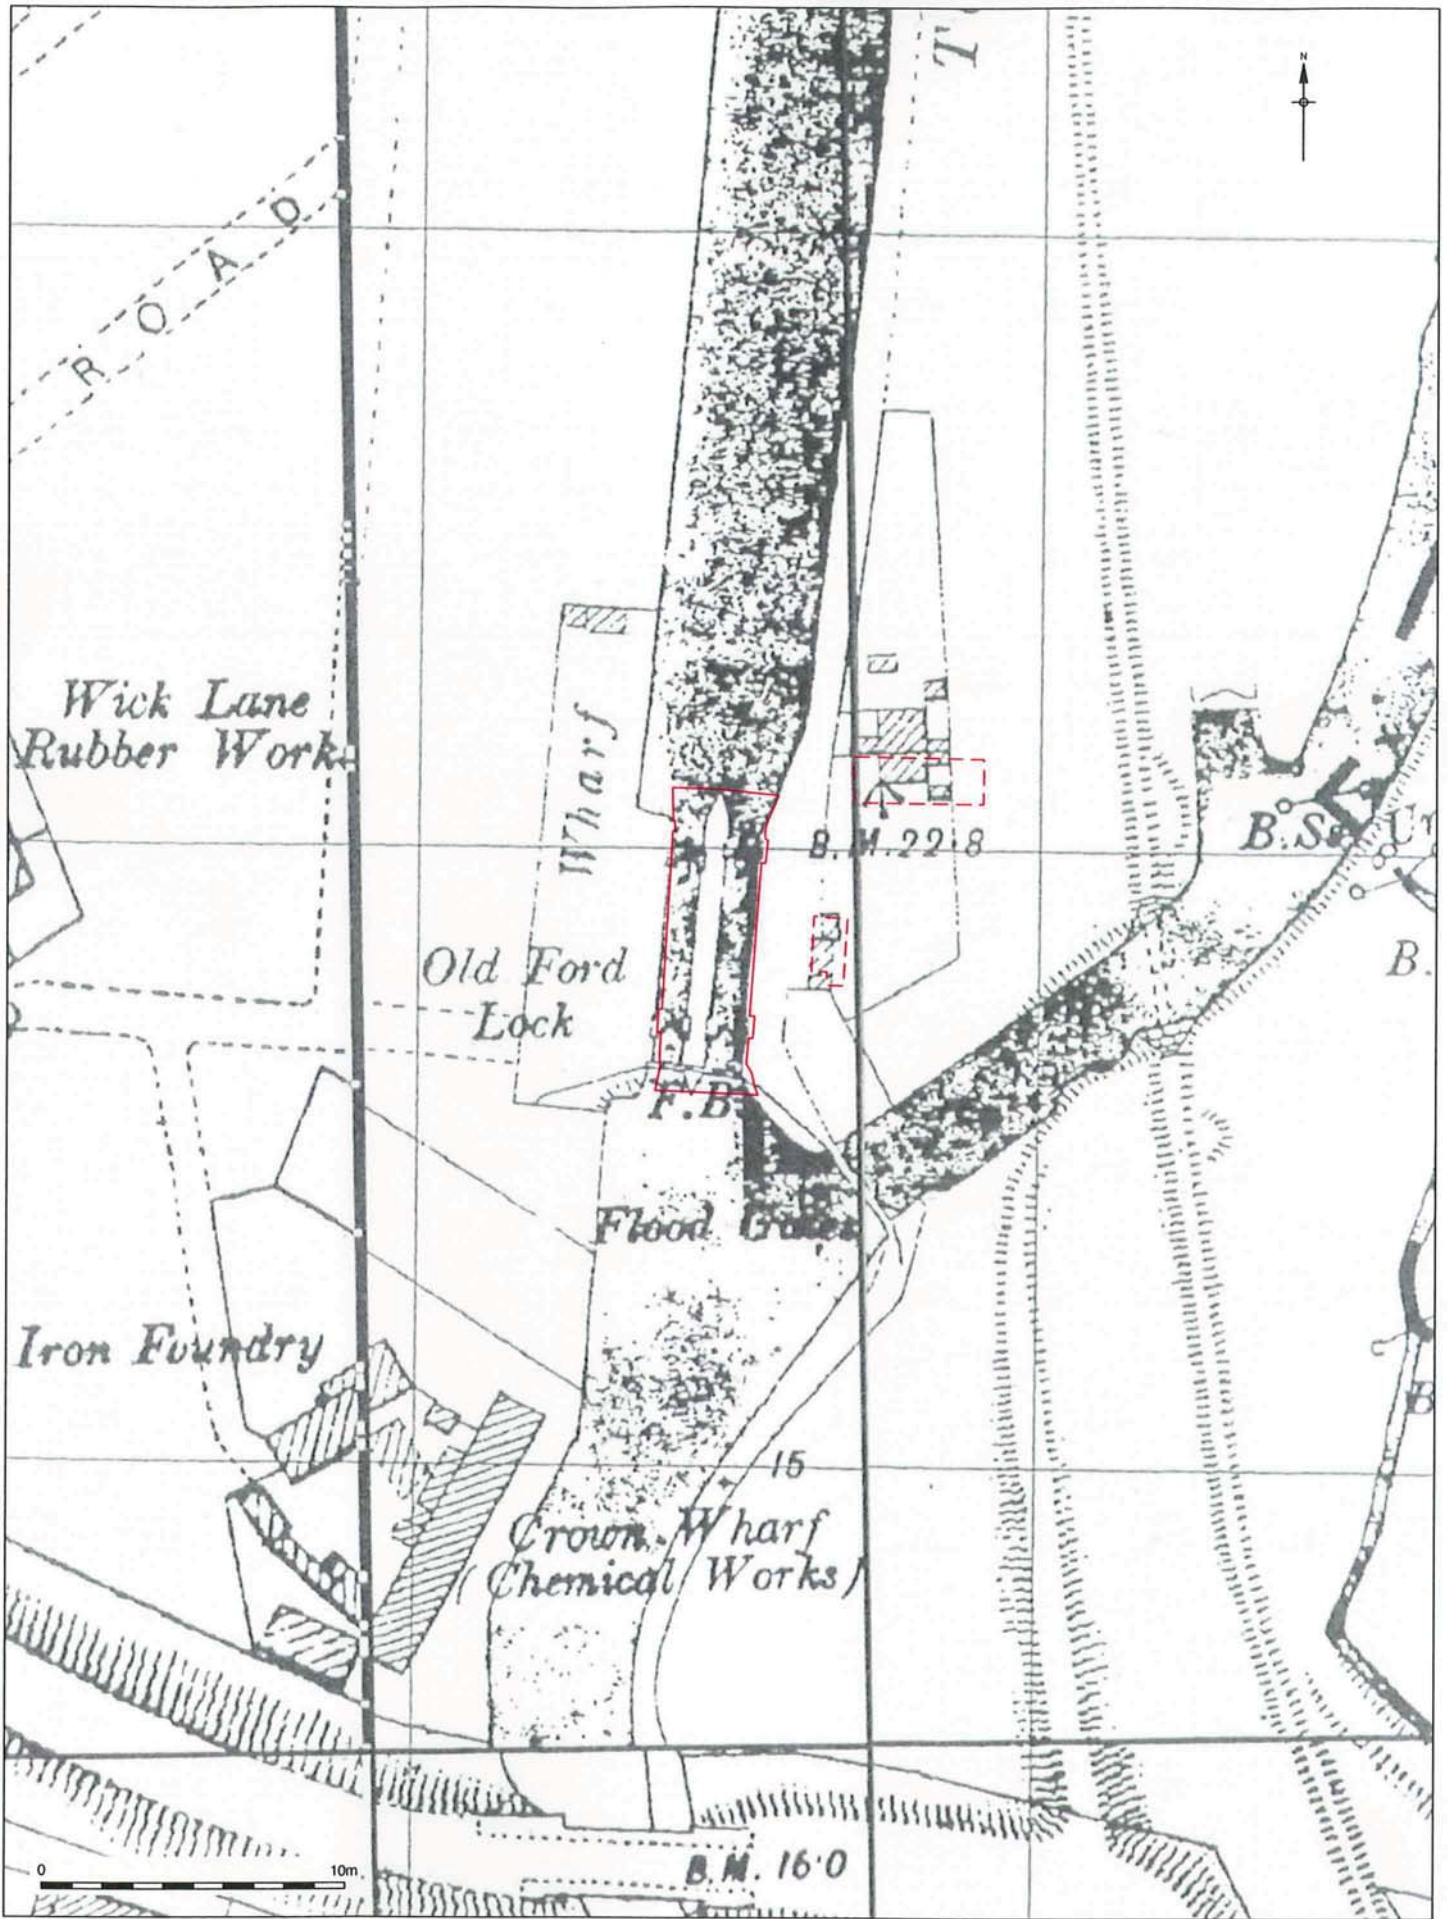 N
T
ROAD
Wick Lane
Rubber Works
Wharf
B.M.22·8
B.
Old Ford
Lock
F.B.
Flood Gates
Iron Foundry
B
15
Crown Wharf
(Chemical Works)
B.M. 16·0
0 10m